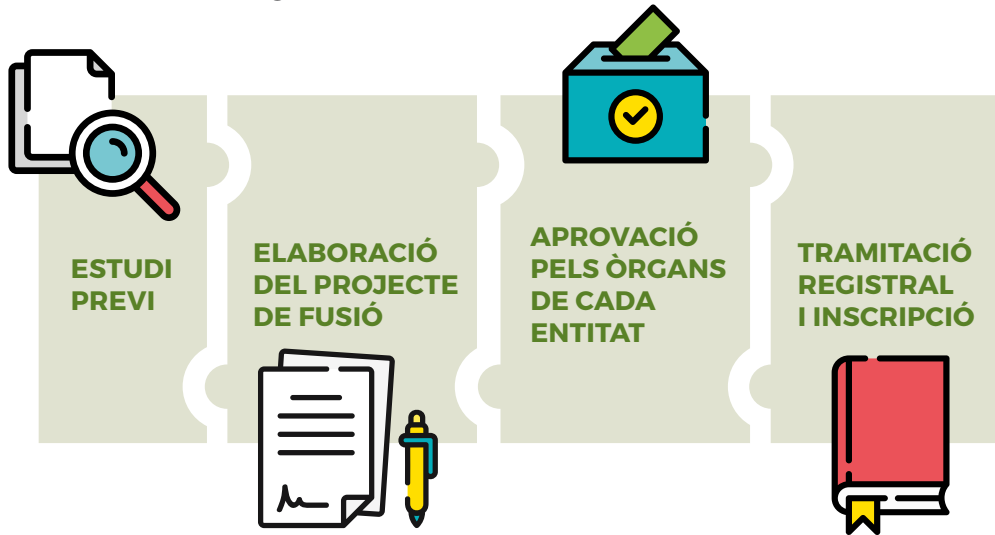 ESTUDI
PREVI
ELABORACIÓ
DEL PROJECTE
DE FUSIÓ
APROVACIÓ
PELS ÒRGANS
DE CADA
ENTITAT
TRAMITACIÓ
REGISTRAL
I INSCRIPCIÓ